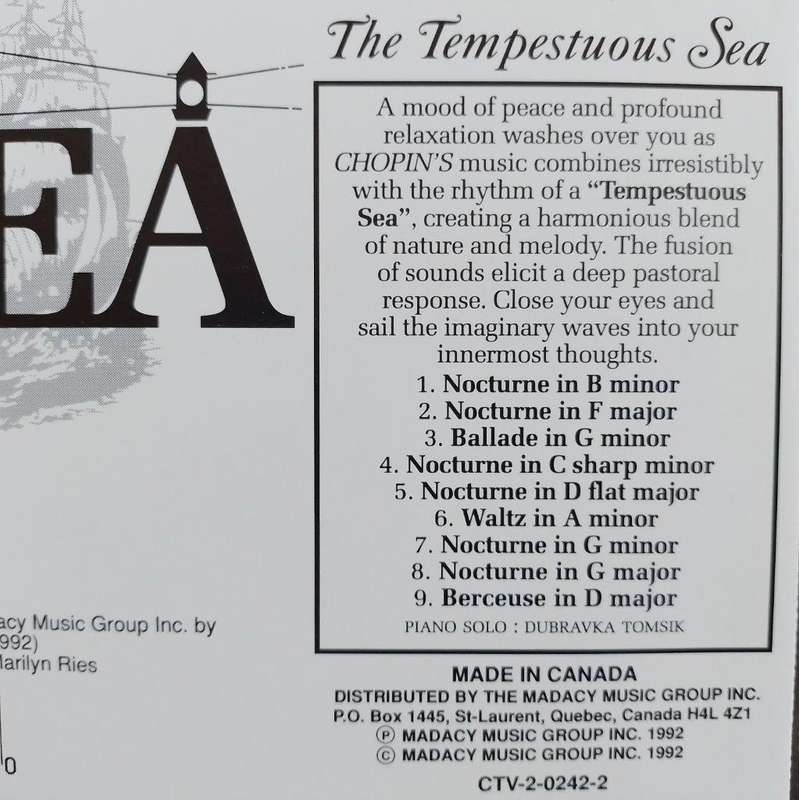 The Tempestuous Sea
EA
A mood of peace and profound
relaxation washes over you as
CHOPIN'S music combines irresistibly
with the rhythm of a “Tempestuous
Sea”, creating a harmonious blend
of nature and melody. The fusion
of sounds elicit a deep pastoral
response. Close your eyes and
sail the imaginary waves into your
innermost thoughts.
1. Nocturne in B minor
2. Nocturne in F major
3. Ballade in G minor
4. Nocturne in C sharp minor
5. Nocturne in D flat major
6. Waltz in A minor
7. Nocturne in G minor
8. Nocturne in G major
9. Berceuse in D major
PIANO SOLO : DUBRAVKA TOMSIK
acy Music Group Inc. by
992)
arilyn Ries
0
MADE IN CANADA
DISTRIBUTED BY THE MADACY MUSIC GROUP INC.
P.O. Box 1445, St-Laurent, Quebec, Canada H4L 4Z1
Ⓟ MADACY MUSIC GROUP INC. 1992
© MADACY MUSIC GROUP INC. 1992
CTV-2-0242-2